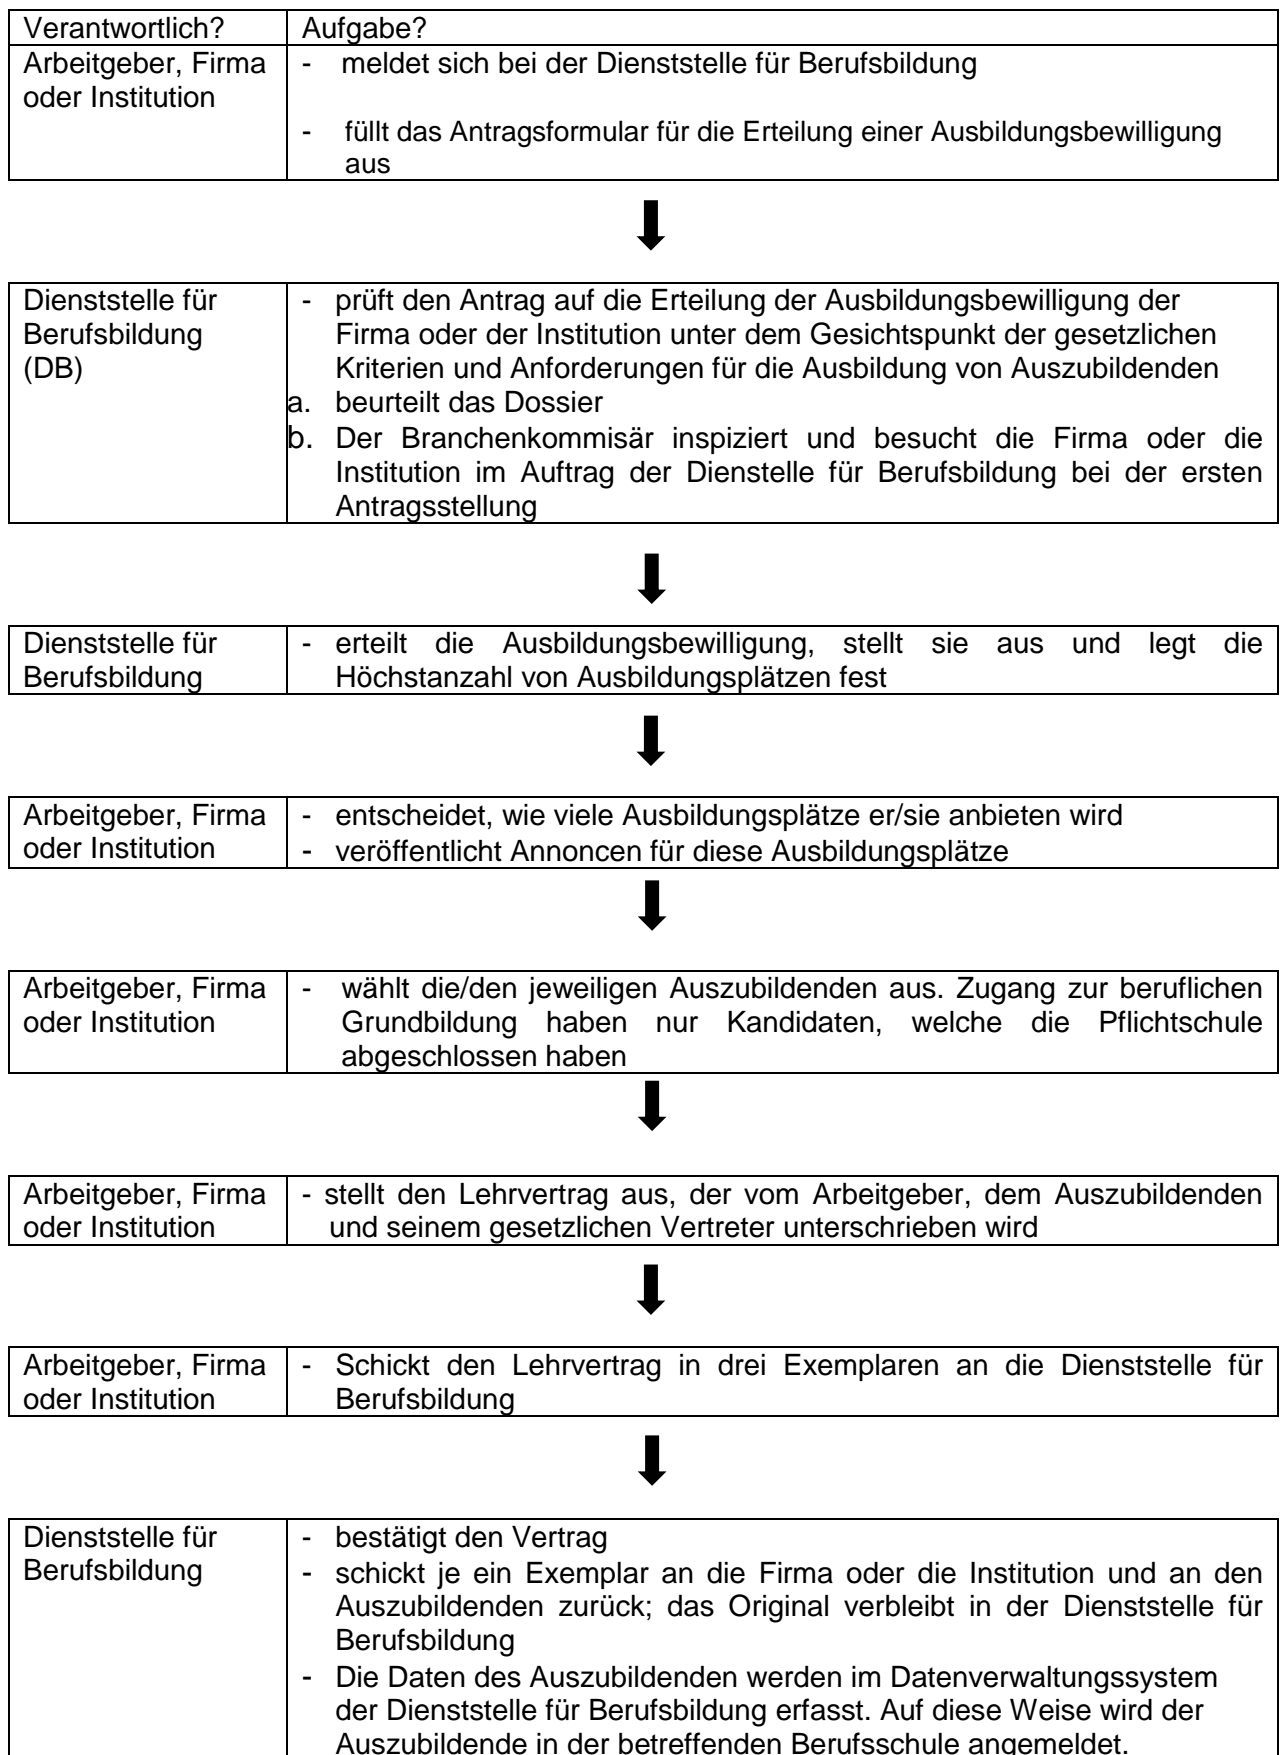 Verantwortlich? Aufgabe?
Arbeitgeber, Firma - meldet sich bei der Dienststelle für Berufsbildung
oder Institution
- füllt das Antragsformular für die Erteilung einer Ausbildungsbewilligung
aus
Dienststelle für - prüft den Antrag auf die Erteilung der Ausbildungsbewilligung der
Berufsbildung Firma oder der Institution unter dem Gesichtspunkt der gesetzlichen
(DB) Kriterien und Anforderungen für die Ausbildung von Auszubildenden
a. beurteilt das Dossier
b. Der Branchenkommisär inspiziert und besucht die Firma oder die
Institution im Auftrag der Dienstelle für Berufsbildung bei der ersten
Antragsstellung
Dienststelle für - erteilt die Ausbildungsbewilligung, stellt sie aus und legt die
Berufsbildung Höchstanzahl von Ausbildungsplätzen fest
Arbeitgeber, Firma - entscheidet, wie viele Ausbildungsplätze er/sie anbieten wird
oder Institution - veröffentlicht Annoncen für diese Ausbildungsplätze
Arbeitgeber, Firma - wählt die/den jeweiligen Auszubildenden aus. Zugang zur beruflichen
oder Institution Grundbildung haben nur Kandidaten, welche die Pflichtschule
abgeschlossen haben
Arbeitgeber, Firma - stellt den Lehrvertrag aus, der vom Arbeitgeber, dem Auszubildenden
oder Institution und seinem gesetzlichen Vertreter unterschrieben wird
Arbeitgeber, Firma - Schickt den Lehrvertrag in drei Exemplaren an die Dienststelle für
oder Institution Berufsbildung
Dienststelle für - bestätigt den Vertrag
Berufsbildung - schickt je ein Exemplar an die Firma oder die Institution und an den
Auszubildenden zurück; das Original verbleibt in der Dienststelle für
Berufsbildung
- Die Daten des Auszubildenden werden im Datenverwaltungssystem
der Dienststelle für Berufsbildung erfasst. Auf diese Weise wird der
Auszubildende in der betreffenden Berufsschule angemeldet.